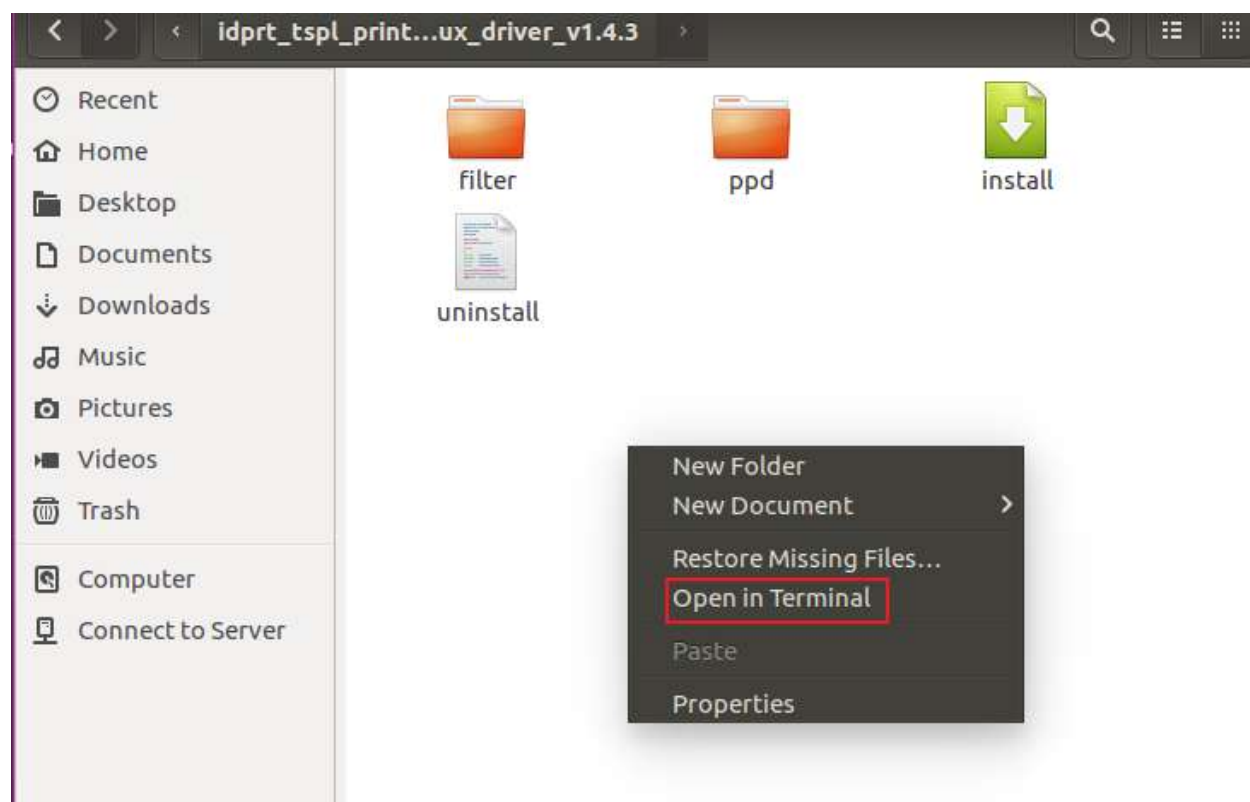 idprt_tspl_print...ux_driver_v1.4.3
Recent
Home
Desktop
Documents
Downloads
Music
Pictures
Videos
Trash
Computer
Connect to Server
filter
ppd
install
uninstall
New Folder
New Document
Restore Missing Files...
Open in Terminal
Paste
Properties